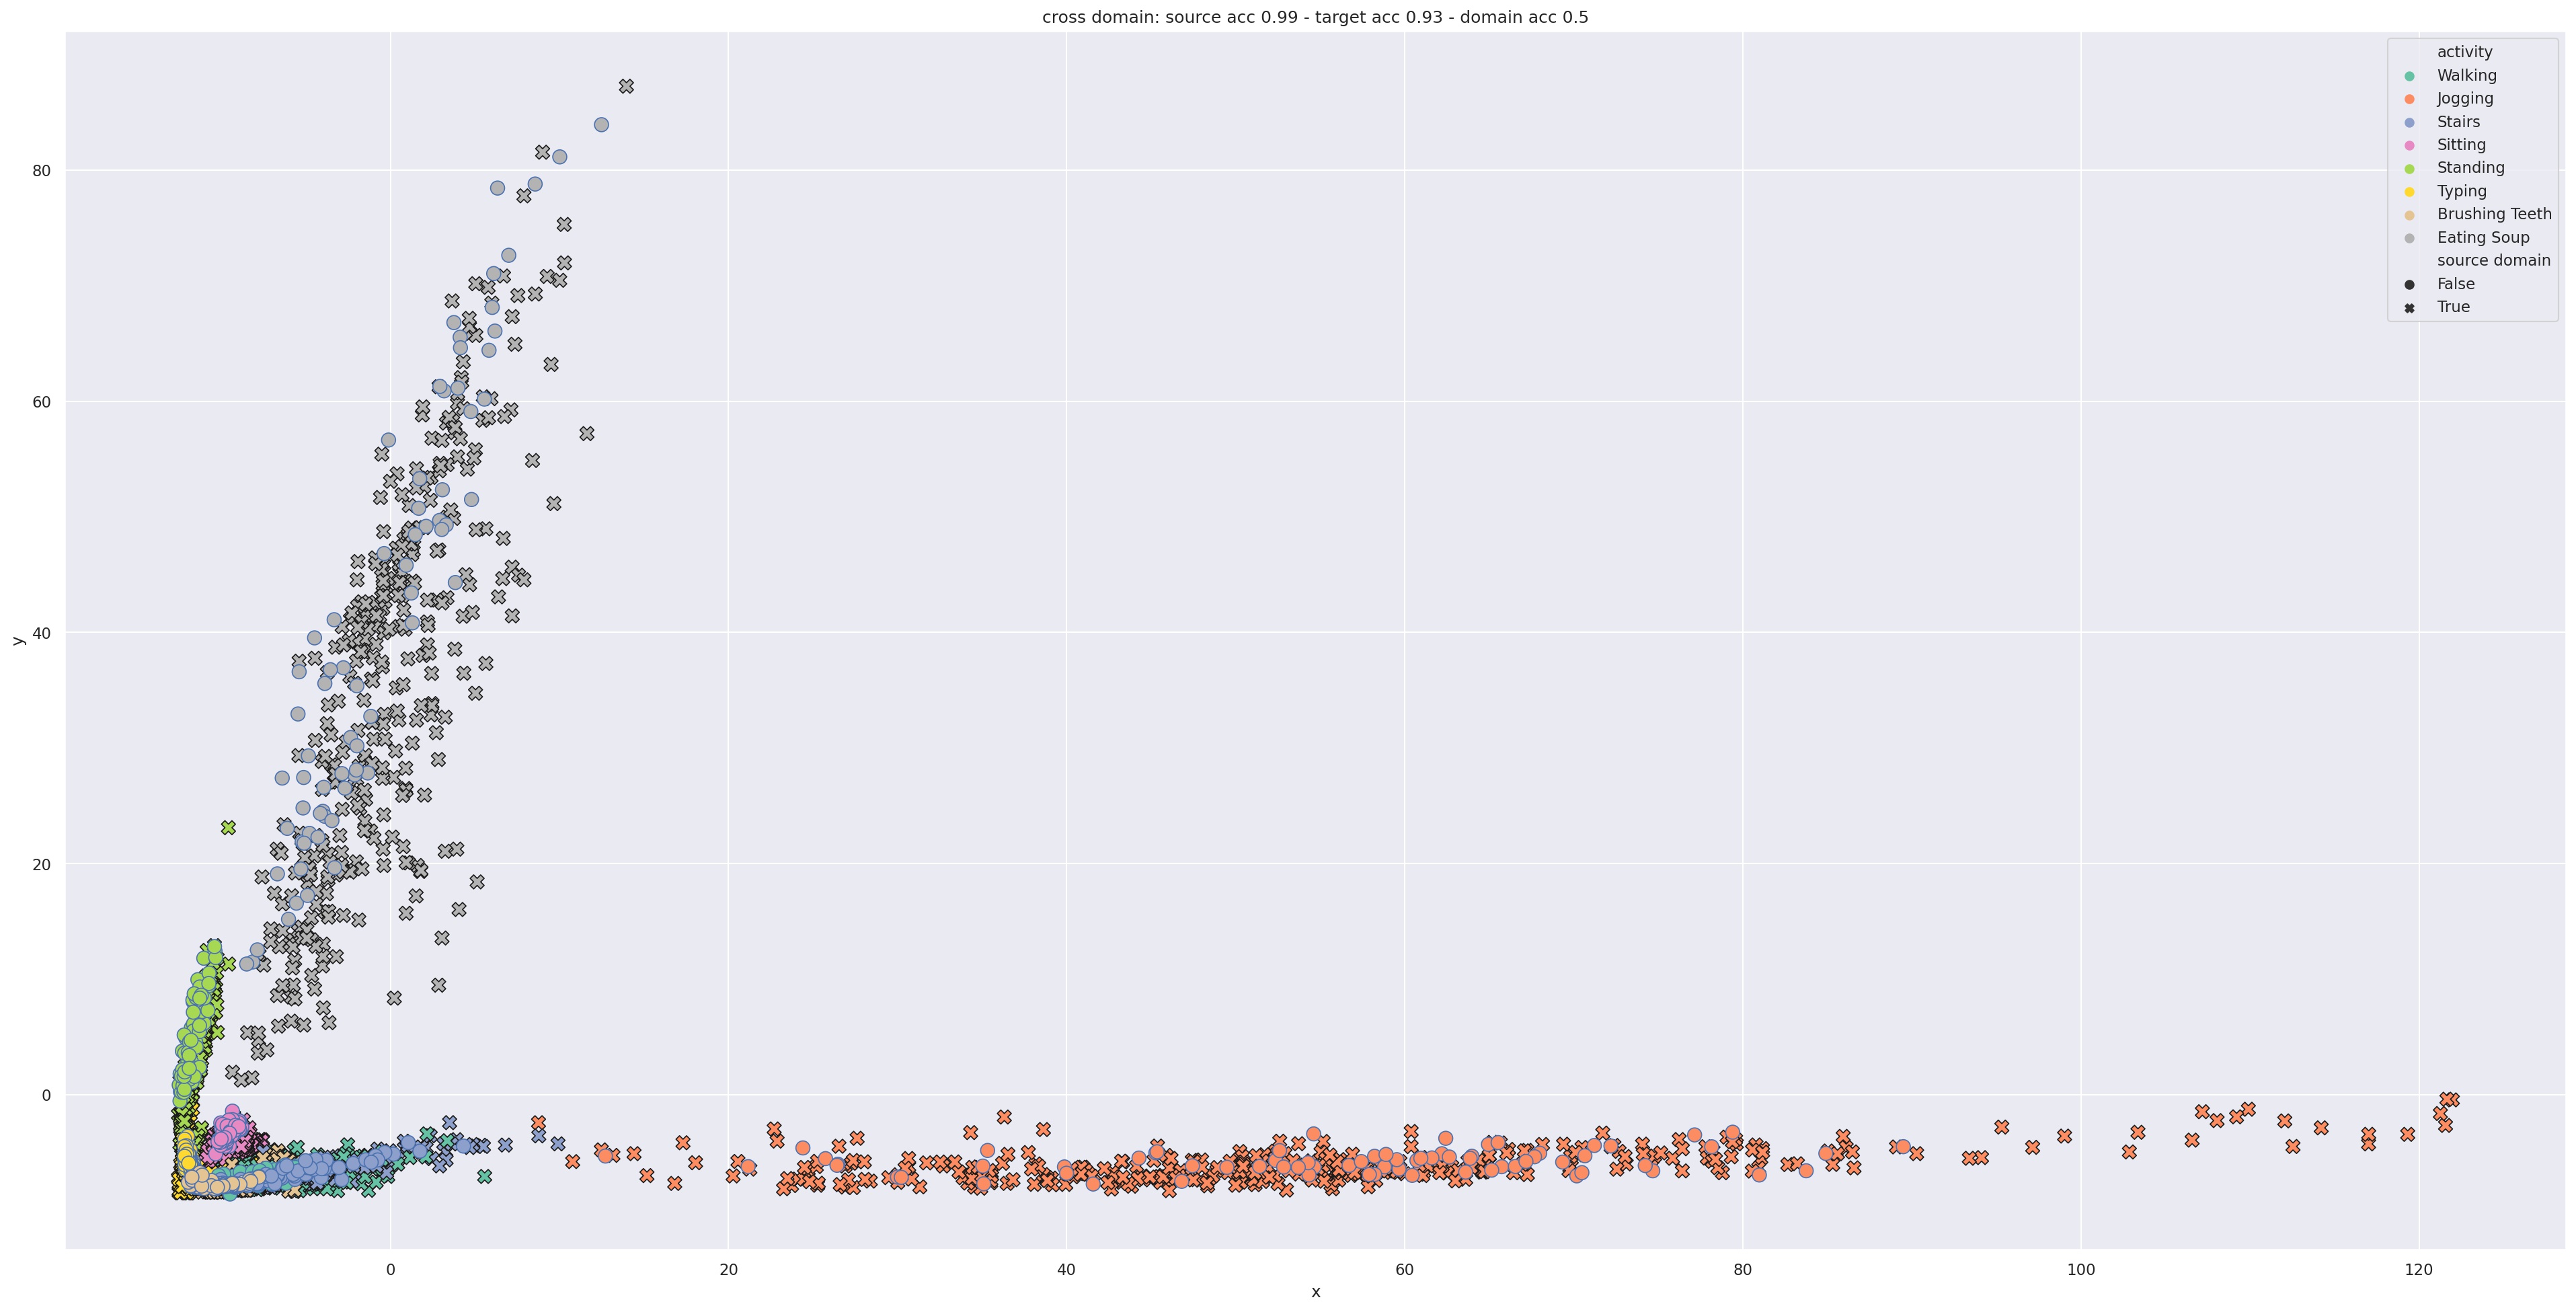 cross domain: source acc 0.99 - target acc 0.93 - domain acc 0.5
activity
Walking
Jogging
Stairs
Sitting
Standing
Typing
Brushing Teeth
Eating Soup
source domain
False
True
80
60
40
20
0
y
0
20
40
60
80
100
120
x